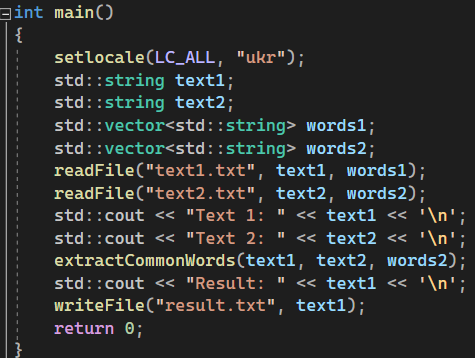 int main()
{
    setlocale(LC_ALL, "ukr");
    std::string text1;
    std::string text2;
    std::vector<std::string> words1;
    std::vector<std::string> words2;
    readFile("text1.txt", text1, words1);
    readFile("text2.txt", text2, words2);
    std::cout << "Text 1: " << text1 << '\n';
    std::cout << "Text 2: " << text2 << '\n';
    extractCommonWords(text1, text2, words2);
    std::cout << "Result: " << text1 << '\n';
    writeFile("result.txt", text1);
    return 0;
}